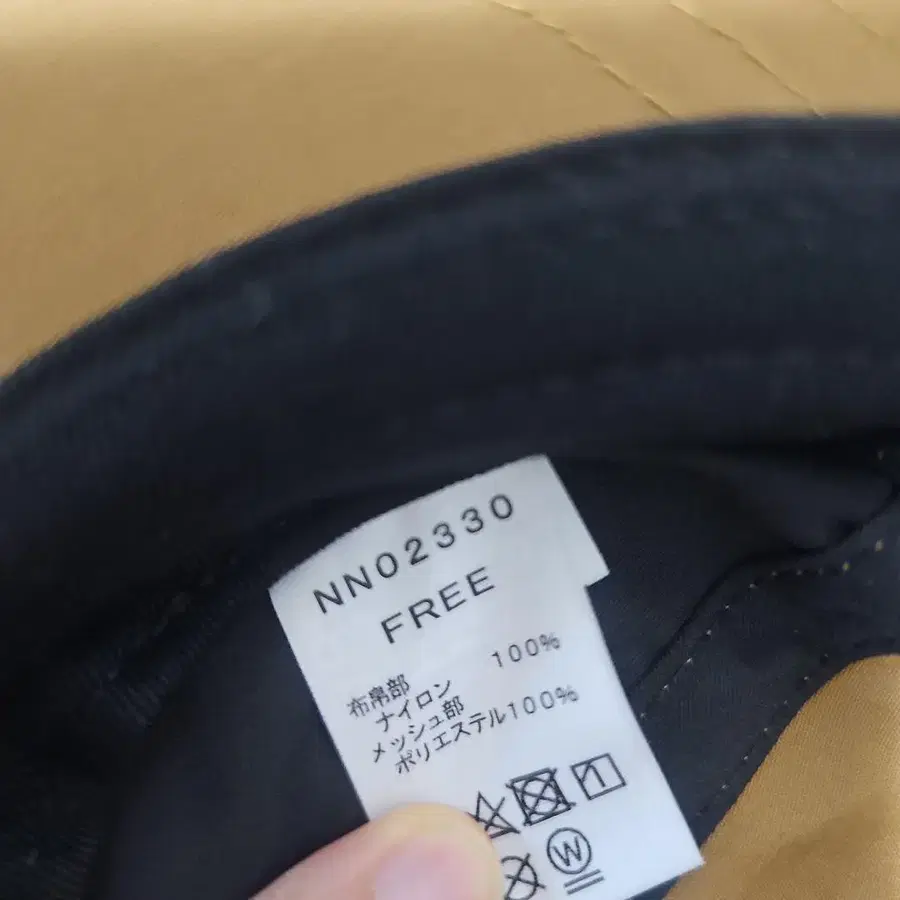 NN02330
FREE
布帛部
ナイロン 100%
メッシュ部
ポリエステル100%
W